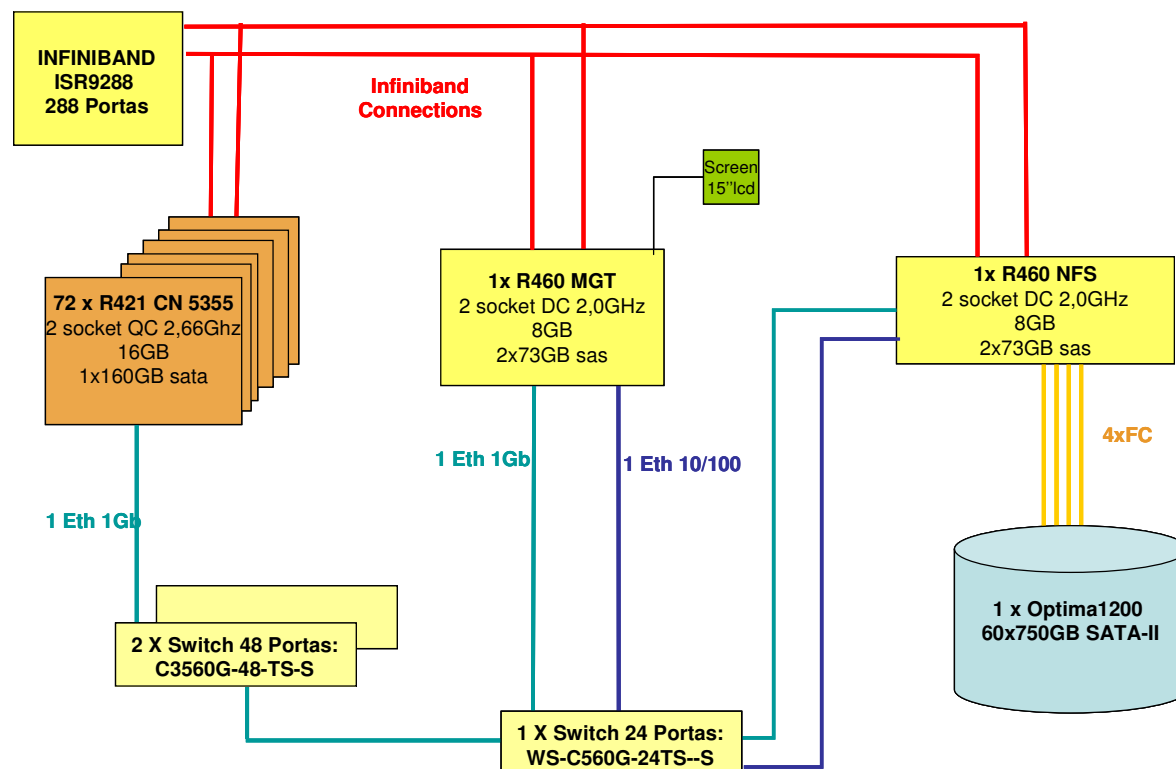 INFINIBAND
ISR9288
288 Portas
Infiniband
Connections
Screen
15”lcd
72 x R421 CN 5355
2 socket QC 2,66Ghz
16GB
1x160GB sata
1x R460 MGT
2 socket DC 2,0GHz
8GB
2x73GB sas
1x R460 NFS
2 socket DC 2,0GHz
8GB
2x73GB sas
4xFC
1 Eth 1Gb
1 Eth 10/100
1 Eth 1Gb
1 x Optima1200
60x750GB SATA-II
2 X Switch 48 Portas:
C3560G-48-TS-S
1 X Switch 24 Portas:
WS-C560G-24TS--S